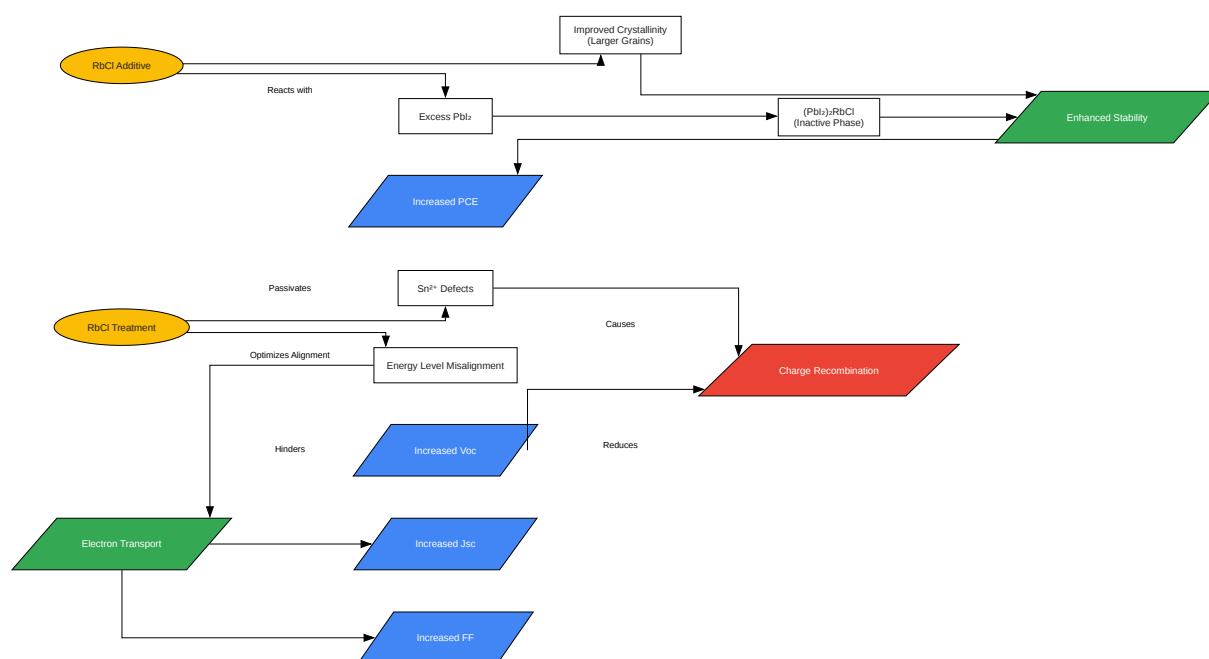 Improved Crystallinity
(Larger Grains)
RbCl Additive
Reacts with
Excess PbI₂
(PbI₂)₂RbCl
(Inactive Phase)
Enhanced Stability
Increased PCE
Passivates
Sn²⁺ Defects
RbCl Treatment
Causes
Optimizes Alignment
Energy Level Misalignment
Charge Recombination
Hinders
Increased Voc
Reduces
Electron Transport
Increased Jsc
Increased FF